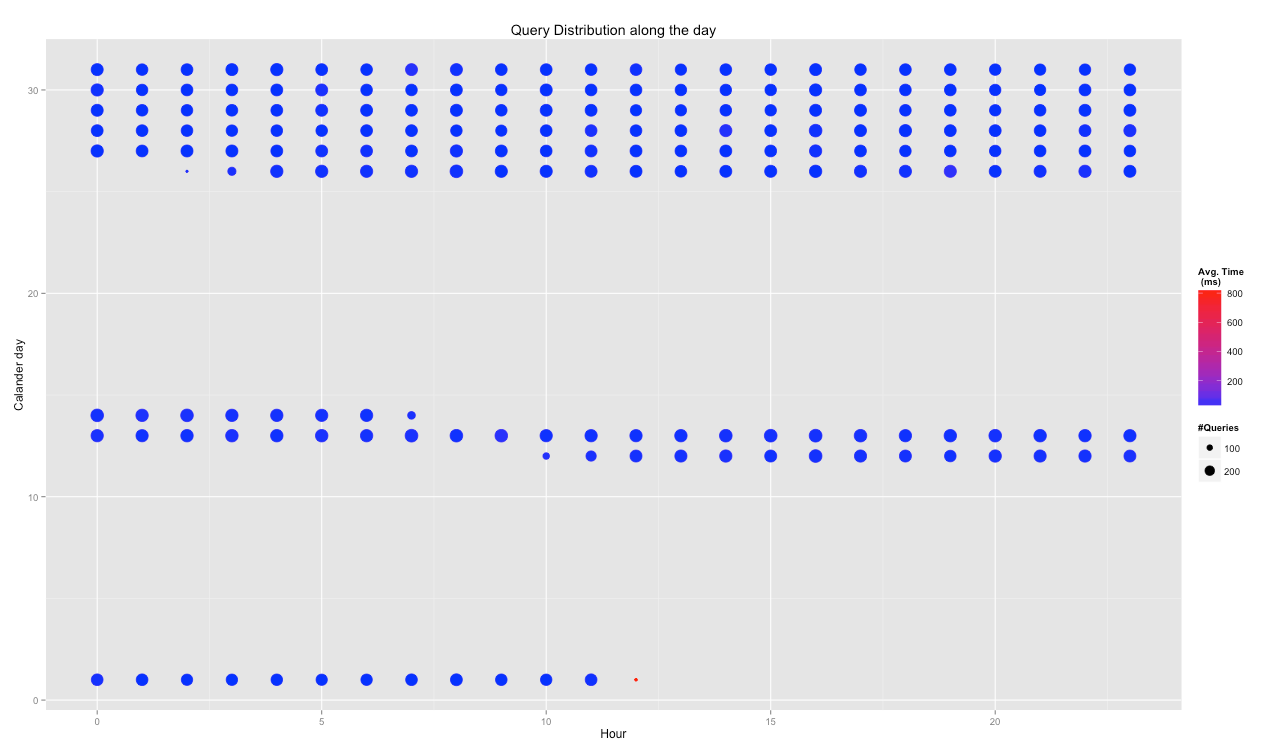 Query Distribution along the day
30
20
10
0
Calander day
0 5 10 15 20
Hour
Avg. Time
(ms)
800
600
400
200
#Queries
100
200